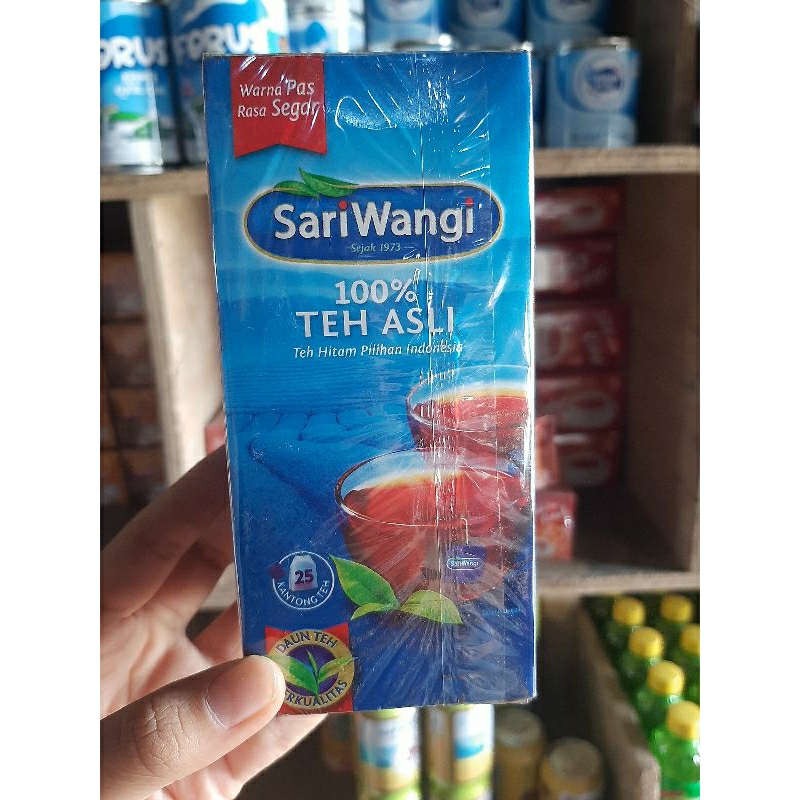 Warna Pas
Rasa Segar
SariWangi
Sejak 1973
100%
TEH ASLI
Teh Hitam Pilihan Indonesia
SariWangi
25
KANTONG TEH
DAUN TEH
BERKUALITAS